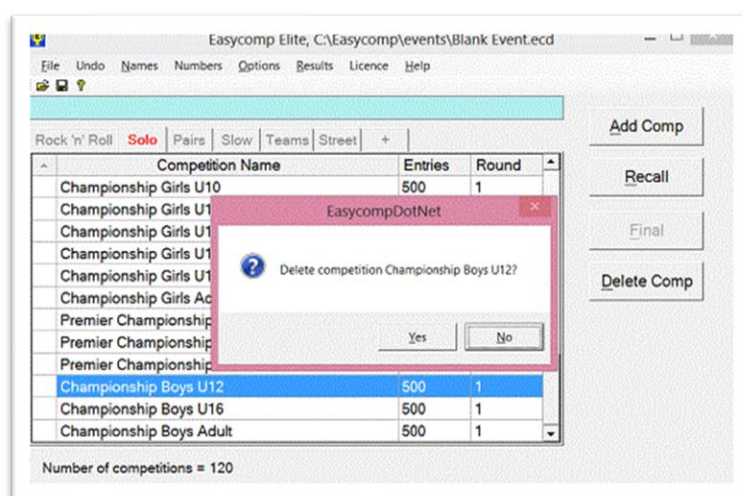 Easycomp Elite, C:\Easycomp\events\Blank Event.ecd
File Undo Names Numbers Options Results Licence Help
Rock 'n' Roll Solo Pairs Slow Teams Street +
Competition Name Entries Round
Championship Girls U10 500 1
Championship Girls U1
Championship Girls U1
Championship Girls U1
Championship Girls U1
Championship Girls Ad
Premier Championship
Premier Championship
Premier Championship
Championship Boys U12 500 1
Championship Boys U16 500 1
Championship Boys Adult 500 1
Number of competitions = 120
EasycompDotNet
Delete competition Championship Boys U12?
Yes No
Add Comp
Recall
Final
Delete Comp